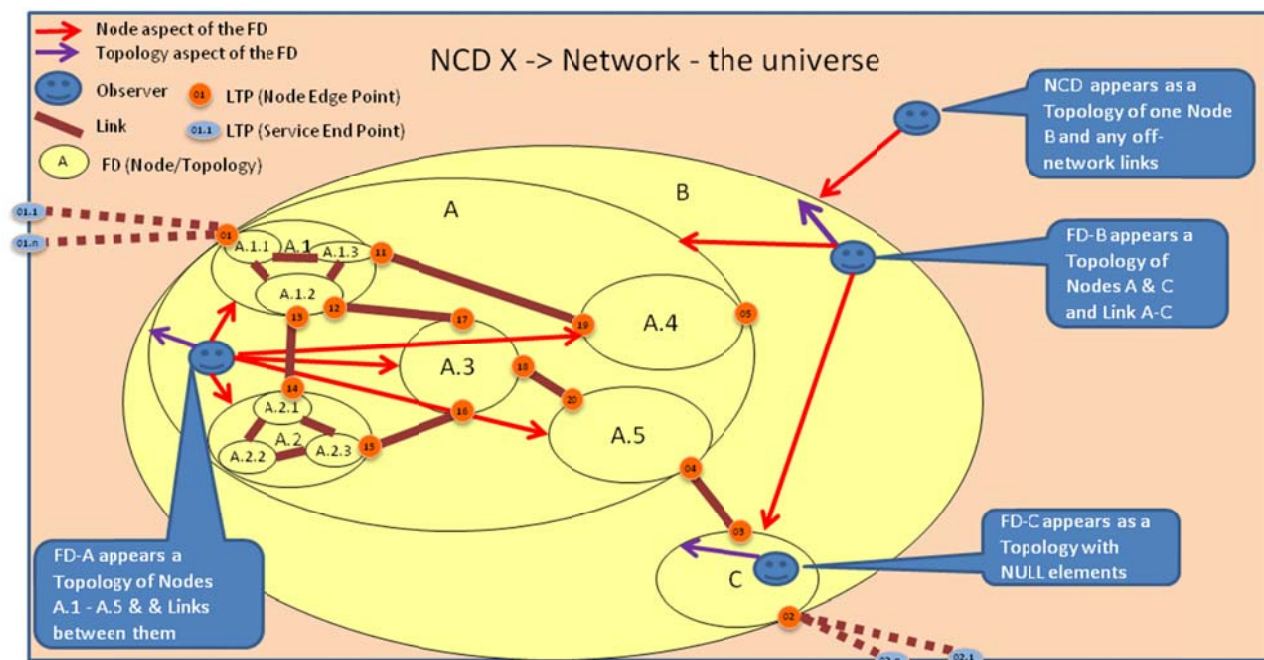 Node aspect of the FD
Topology aspect of the FD
Observer
01
LTP (Node Edge Point)
Link
01.1
LTP (Service End Point)
A
FD (Node/Topology)
NCD X -> Network - the universe
NCD appears as a
Topology of one Node
B and any off-
network links
FD-B appears a
Topology of
Nodes A & C
and Link A-C
B
A
01.1
01.n
01
A.1.1
A.1
A.1.3
11
A.1.2
12
13
17
19
A.4
05
A.3
18
14
16
20
A.5
A.2.1
A.2
A.2.2
A.2.3
15
04
03
C
02
02.1
FD-A appears a
Topology of Nodes
A.1 - A.5 & & Links
between them
FD-C appears as a
Topology with
NULL elements